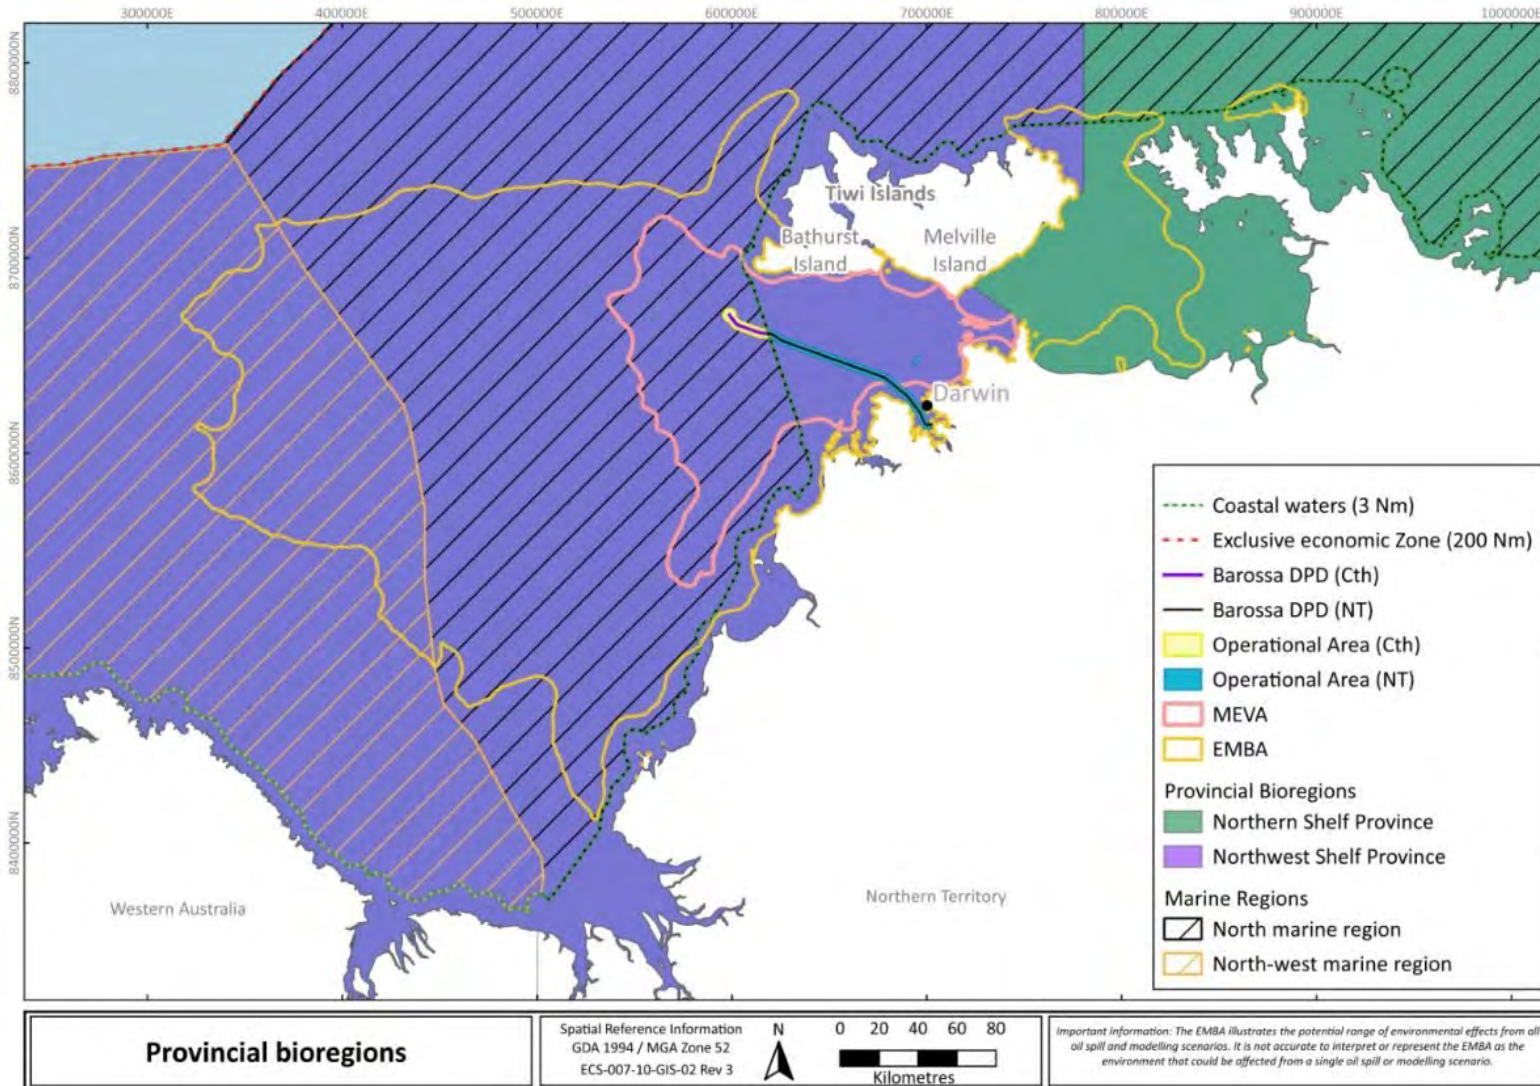 300000E 400000E 500000E 600000E 700000E 800000E 900000E 1000000E
8800000N
8700000N
8600000N
8500000N
8400000N
Tiwi Islands
Bathurst
Island
Melville
Island
Darwin
Western Australia
Northern Territory
Coastal waters (3 Nm)
Exclusive economic Zone (200 Nm)
Barossa DPD (Cth)
Barossa DPD (NT)
Operational Area (Cth)
Operational Area (NT)
MEVA
EMBA
Provincial Bioregions
Northern Shelf Province
Northwest Shelf Province
Marine Regions
North marine region
North-west marine region
Provincial bioregions
Spatial Reference Information
GDA 1994 / MGA Zone 52
ECS-007-10-GIS-02 Rev 3
N
0 20 40 60 80
Kilometres
Important information: The EMBA illustrates the potential range of environmental effects from all
oil spill and modelling scenarios. It is not accurate to interpret or represent the EMBA as the
environment that could be affected from a single oil spill or modelling scenario.